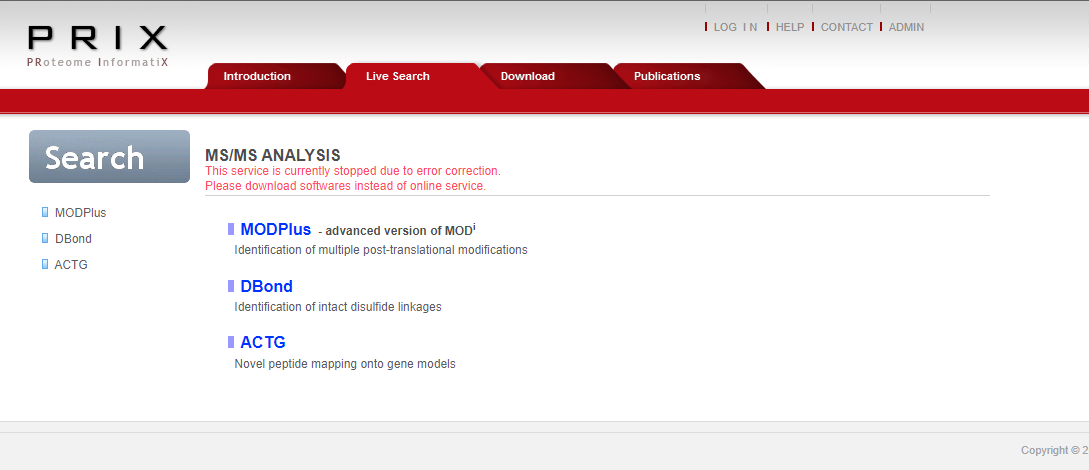 PRIX
PRoteome InformatiX
LOG IN
HELP
CONTACT
ADMIN
Introduction
Live Search
Download
Publications
Search
MODPlus
DBond
ACTG
MS/MS ANALYSIS
This service is currently stopped due to error correction.
Please download softwares instead of online service.
MODPlus - advanced version of MODⁱ
Identification of multiple post-translational modifications
DBond
Identification of intact disulfide linkages
ACTG
Novel peptide mapping onto gene models
Copyright ©